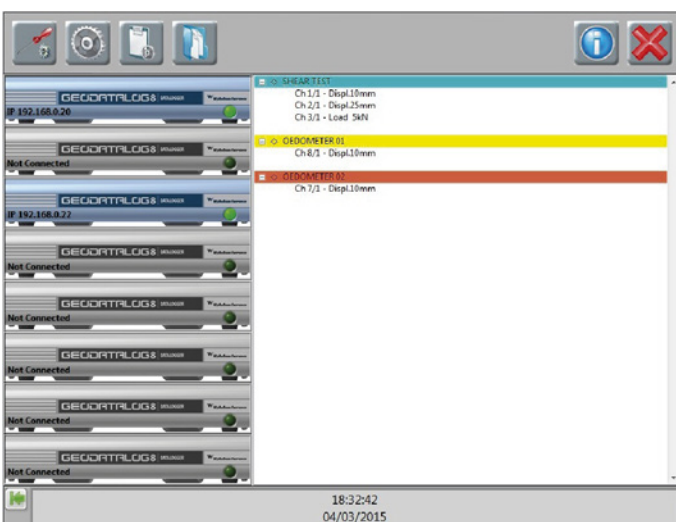 GEODATALOG8
IP 192.168.0.20
GEODATALOG8
Not Connected
GEODATALOG8
IP 192.168.0.22
GEODATALOG8
Not Connected
GEODATALOG8
Not Connected
GEODATALOG8
Not Connected
GEODATALOG8
Not Connected
GEODATALOG8
Not Connected
SHEAR TEST
Ch 1/1 - Displ.10mm
Ch 2/1 - Displ.25mm
Ch 3/1 - Load 5kN
OEDOMETER 01
Ch 8/1 - Displ.10mm
OEDOMETER 02
Ch 7/1 - Displ.10mm
18:32:42
04/03/2015